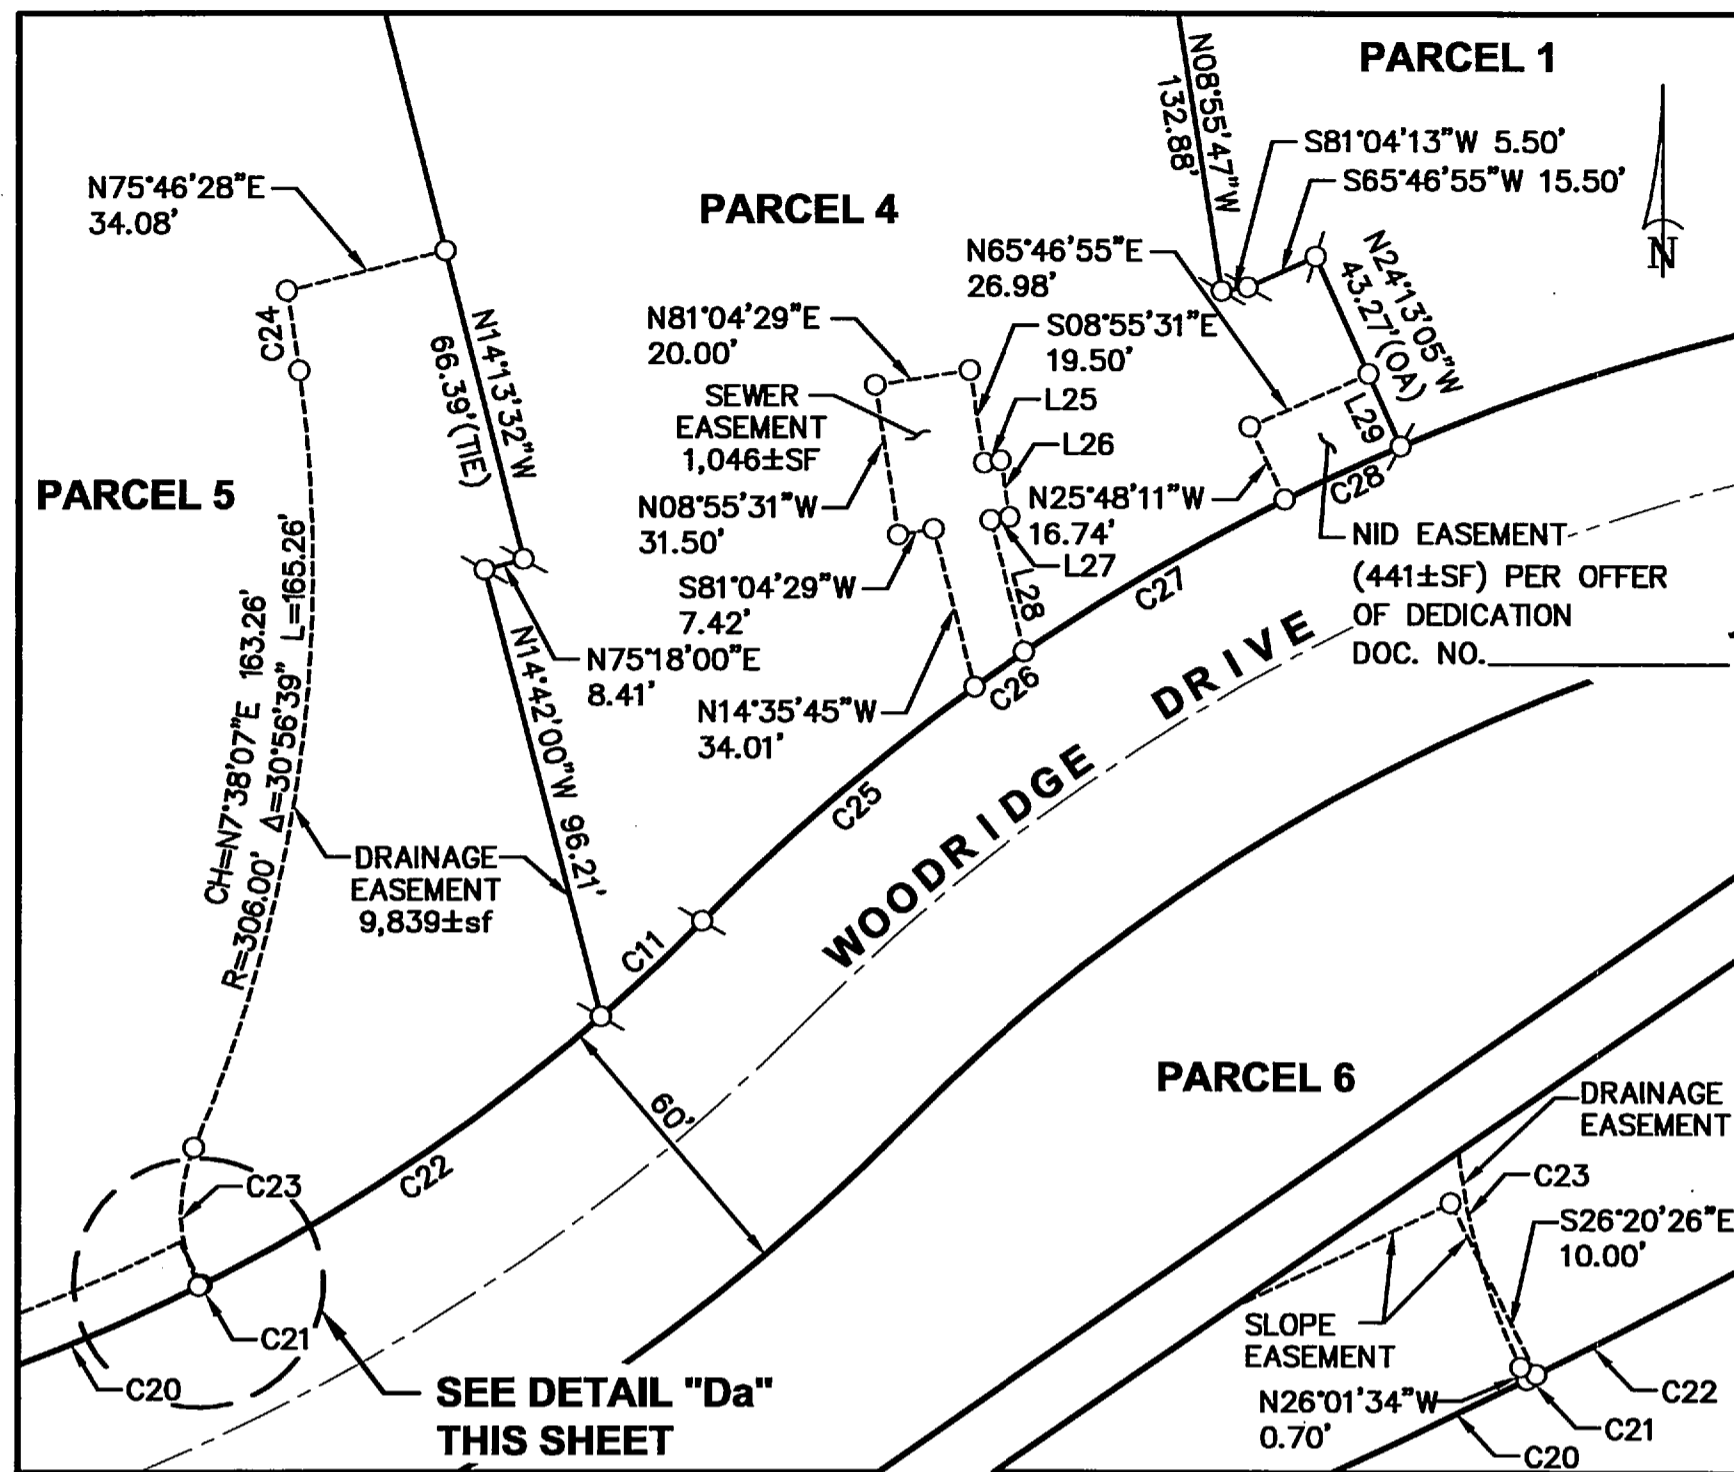 PARCEL 1
N08°55'47"W
132.88'
S81°04'13"W 5.50'
S65°46'55"W 15.50'
N
N75°46'28"E
34.08'
PARCEL 4
N65°46'55"E
26.98'
N24°13'05"W
43.27'(OA)
C24
N14°13'32"W
66.39'(TIE)
N81°04'29"E
20.00'
S08°55'31"E
19.50'
SEWER
EASEMENT
1,046±SF
L25
L26
L29
PARCEL 5
N08°55'31"W
31.50'
N25°48'11"W
16.74'
C28
L27
NID EASEMENT
(441±SF) PER OFFER
OF DEDICATION
DOC. NO.
S81°04'29"W
7.42'
L28
C27
N75°18'00"E
8.41'
N14°35'45"W
34.01'
C26
CH=N7°38'07"E 163.26'
R=306.00' Δ=30°56'39" L=165.26'
N14°42'00"W 96.21'
C25
WOODRIDGE DRIVE
DRAINAGE
EASEMENT
9,839±sf
C11
60'
PARCEL 6
C22
C23
C21
C20
SEE DETAIL "Da"
THIS SHEET
DRAINAGE
EASEMENT
C23
S26°20'26"E
10.00'
SLOPE
EASEMENT
N26°01'34"W
0.70'
C22
C21
C20